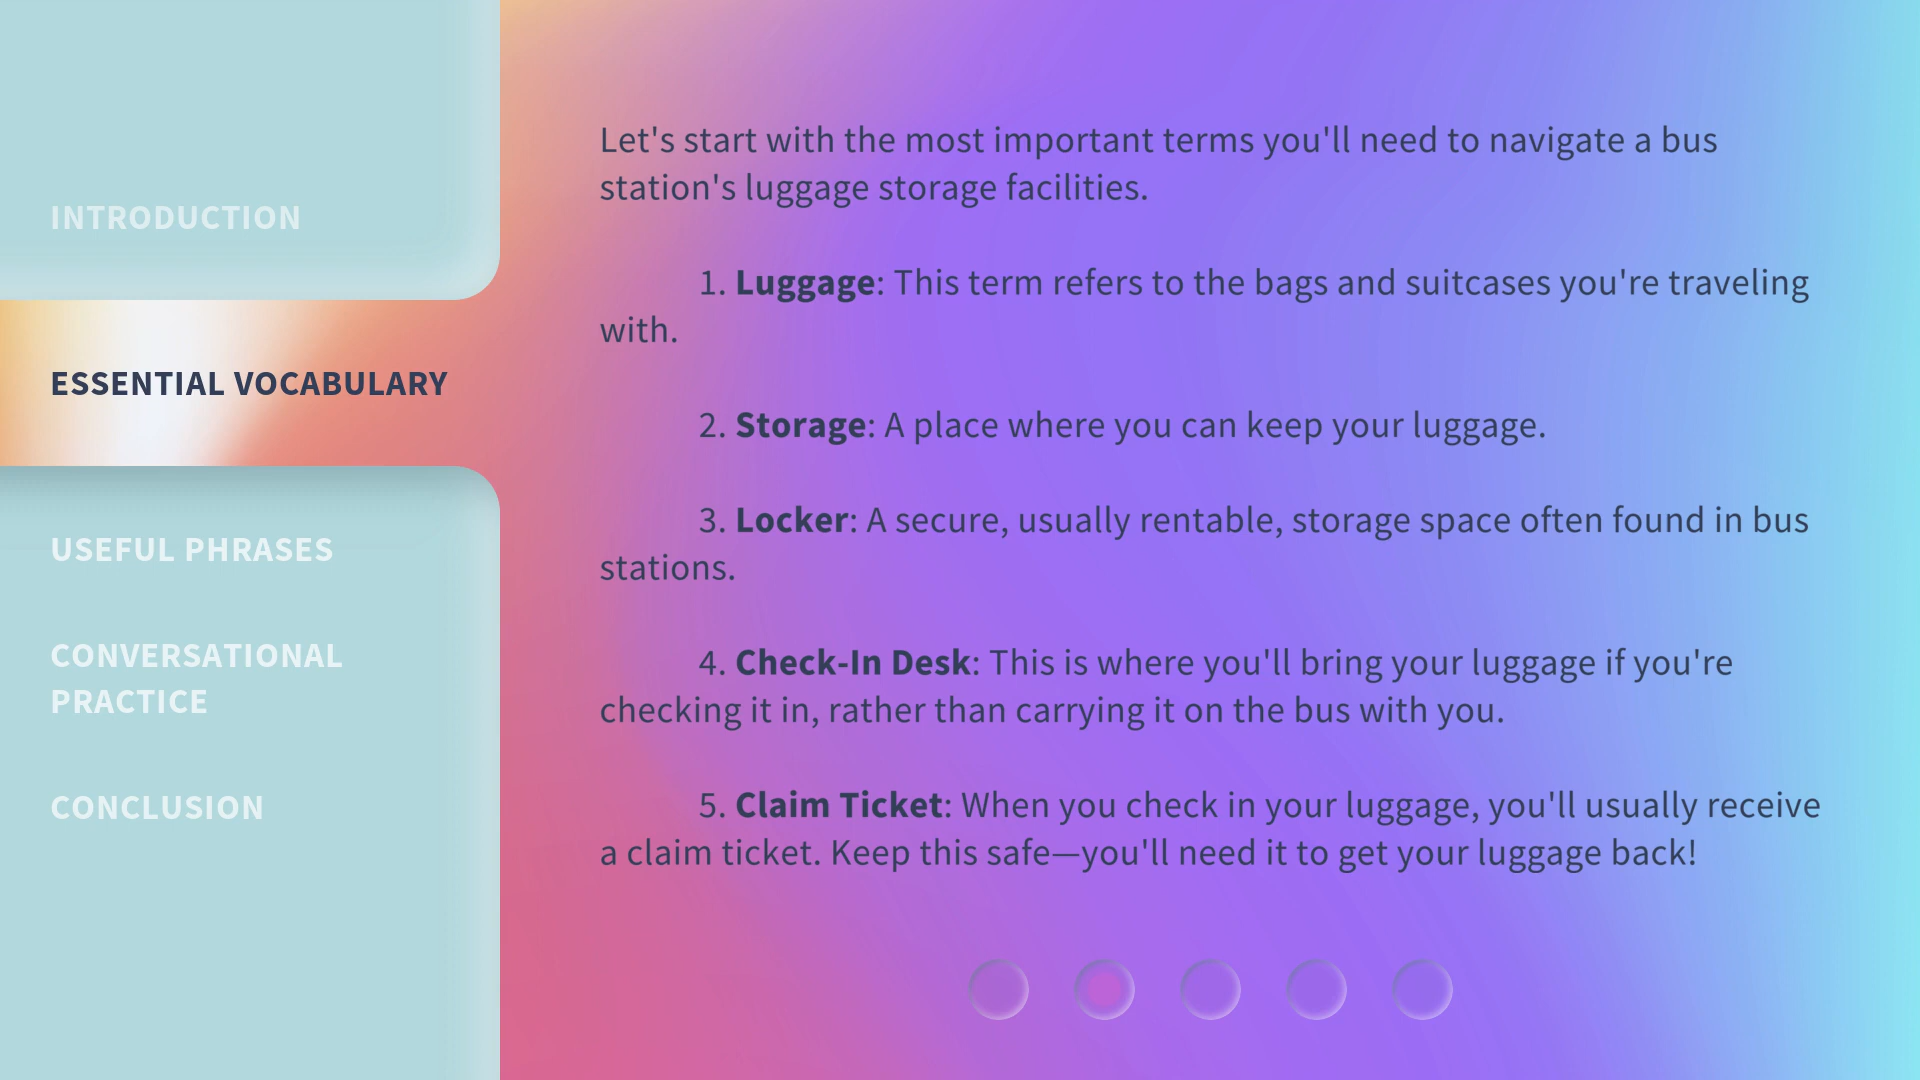 INTRODUCTION
ESSENTIAL VOCABULARY
USEFUL PHRASES
CONVERSATIONAL
PRACTICE
CONCLUSION
Let's start with the most important terms you'll need to navigate a bus
station's luggage storage facilities.
1. Luggage: This term refers to the bags and suitcases you're traveling
with.
2. Storage: A place where you can keep your luggage.
3. Locker: A secure, usually rentable, storage space often found in bus
stations.
4. Check-In Desk: This is where you'll bring your luggage if you're
checking it in, rather than carrying it on the bus with you.
5. Claim Ticket: When you check in your luggage, you'll usually receive
a claim ticket. Keep this safe—you'll need it to get your luggage back!